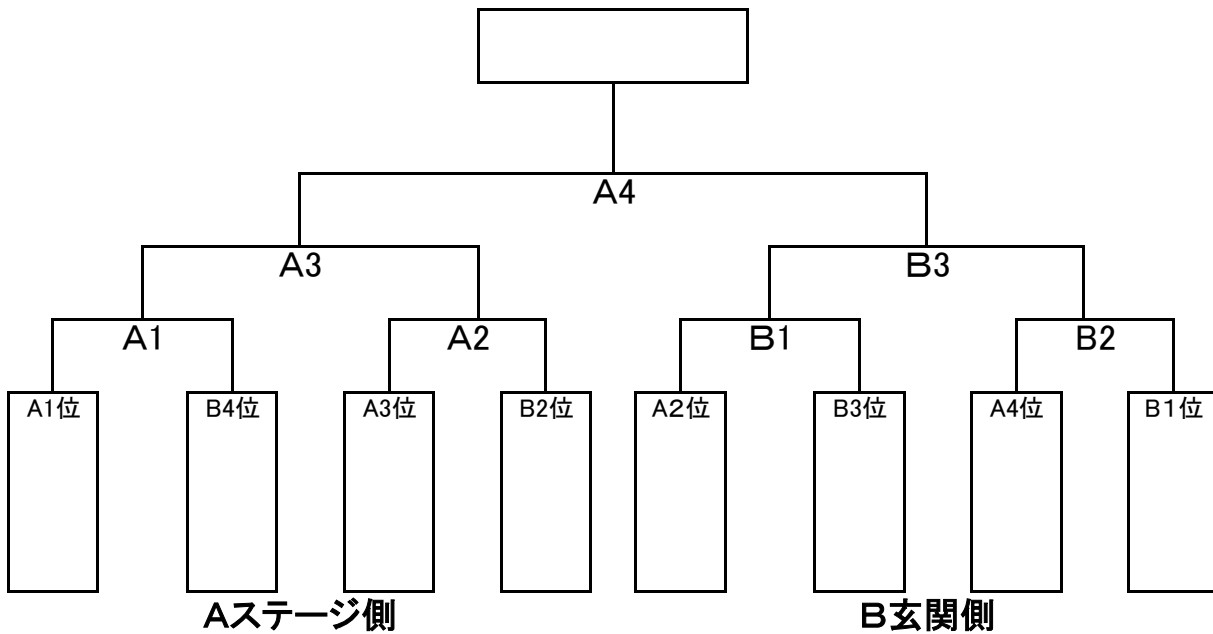 A4
A3
B3
A1
A2
B1
B2
A1位
B4位
A3位
B2位
A2位
B3位
A4位
B1位
Aステージ側
B玄関側